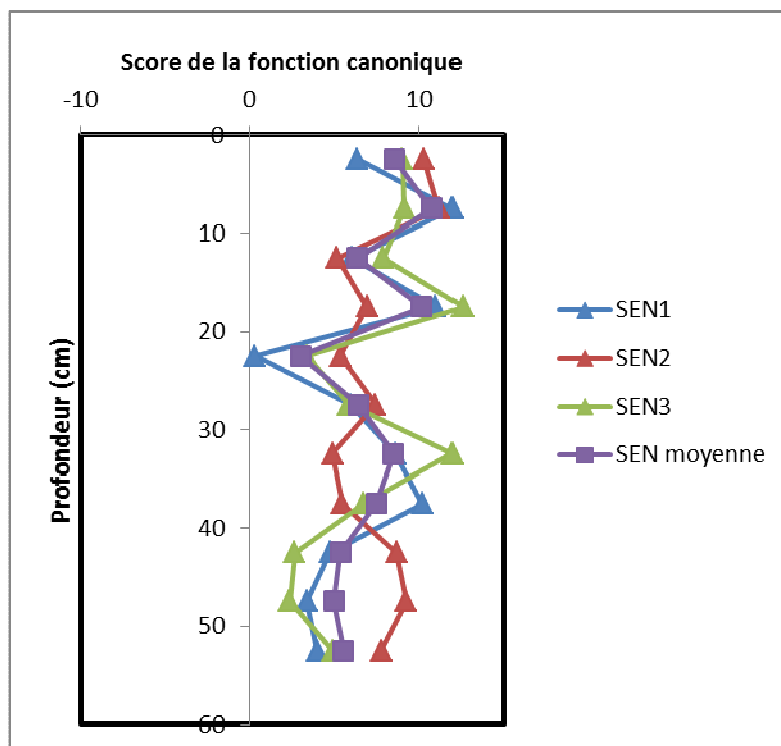 Score de la fonction canonique
-10 0 10
0
10
20
30
40
50
60
Profondeur (cm)
SEN1
SEN2
SEN3
SEN moyenne